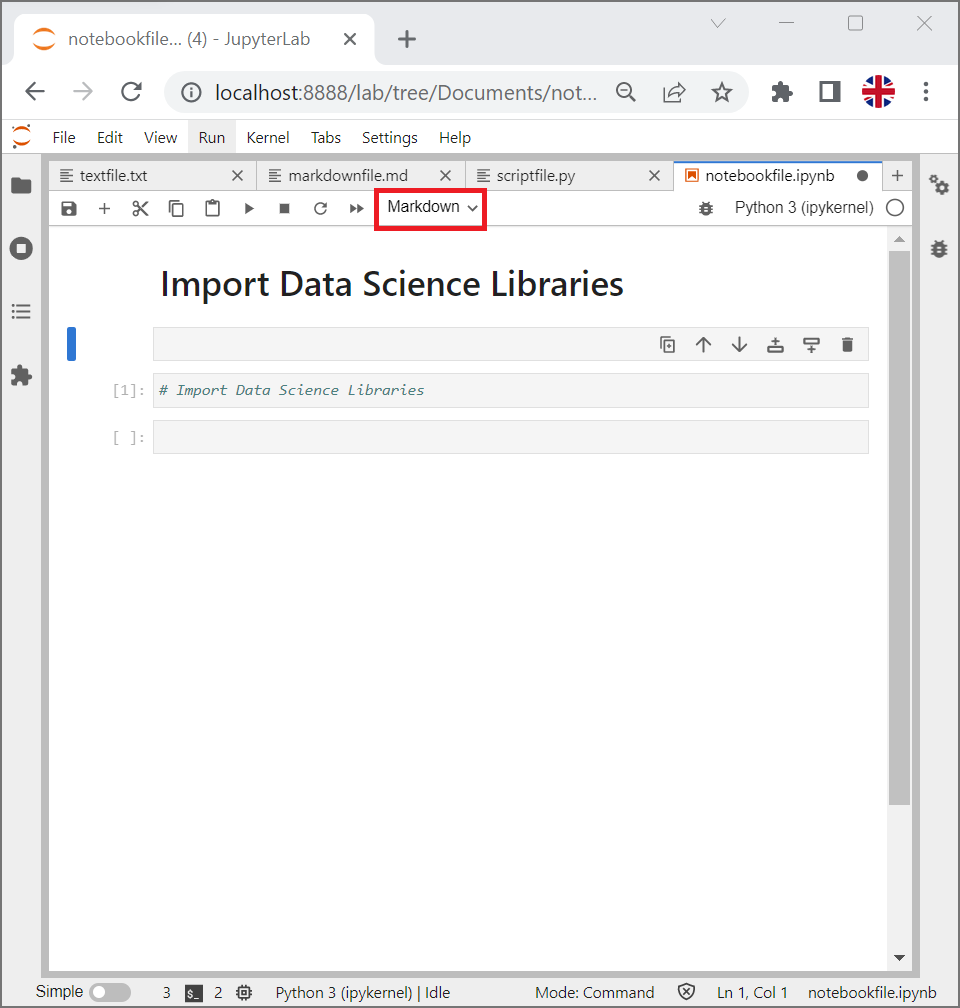 notebookfile... (4) - JupyterLab
localhost:8888/lab/tree/Documents/not...
File Edit View Run Kernel Tabs Settings Help
textfile.txt markdownfile.md scriptfile.py notebookfile.ipynb
Markdown Python 3 (ipykernel)
Import Data Science Libraries
[1]: # Import Data Science Libraries
[ ]:
Simple 3 $_ 2 Python 3 (ipykernel) | Idle Mode: Command Ln 1, Col 1 notebookfile.ipynb